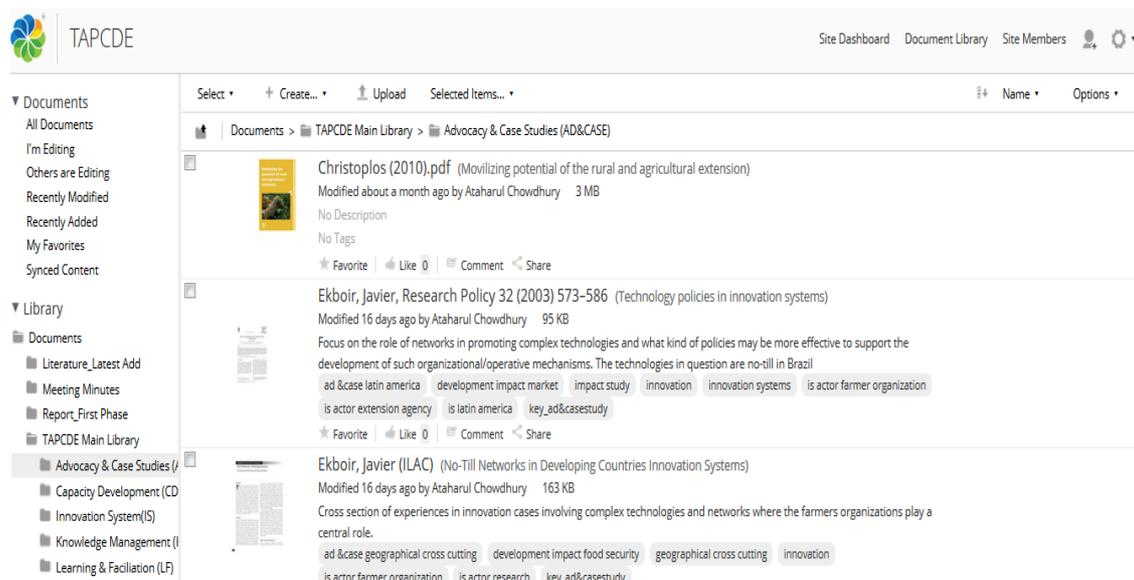 TAPCDE
Site Dashboard Document Library Site Members
Select Create... Upload Selected Items... Name Options
Documents > TAPCDE Main Library > Advocacy & Case Studies (AD&CASE)
Documents
All Documents
I'm Editing
Others are Editing
Recently Modified
Recently Added
My Favorites
Synced Content
Library
Documents
Literature_Latest Add
Meeting Minutes
Report_First Phase
TAPCDE Main Library
Advocacy & Case Studies (A
Capacity Development (CD
Innovation System(IS)
Knowledge Management (
Learning & Faciliation (LF)
Christoplos (2010).pdf (Movilizing potential of the rural and agricultural extension)
Modified about a month ago by Ataharul Chowdhury 3 MB
No Description
No Tags
Favorite Like 0 Comment Share
Ekboir, Javier, Research Policy 32 (2003) 573–586 (Technology policies in innovation systems)
Modified 16 days ago by Ataharul Chowdhury 95 KB
Focus on the role of networks in promoting complex technologies and what kind of policies may be more effective to support the
development of such organizational/operative mechanisms. The technologies in question are no-till in Brazil
ad &case latin america development impact market impact study innovation innovation systems is actor farmer organization
is actor extension agency is latin america key_ad&casestudy
Favorite Like 0 Comment Share
Ekboir, Javier (ILAC) (No-Till Networks in Developing Countries Innovation Systems)
Modified 16 days ago by Ataharul Chowdhury 163 KB
Cross section of experiences in innovation cases involving complex technologies and networks where the farmers organizations play a
central role.
ad &case geographical cross cutting development impact food security geographical cross cutting innovation
is actor farmer organization is actor research key_ad&casestudy